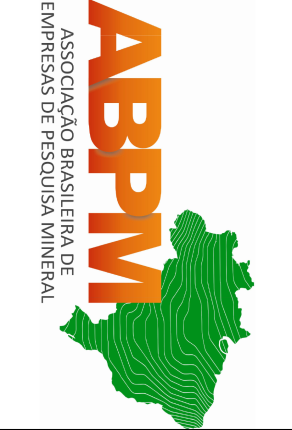 ABPM
ASSOCIAÇÃO BRASILEIRA DE
EMPRESAS DE PESQUISA MINERAL